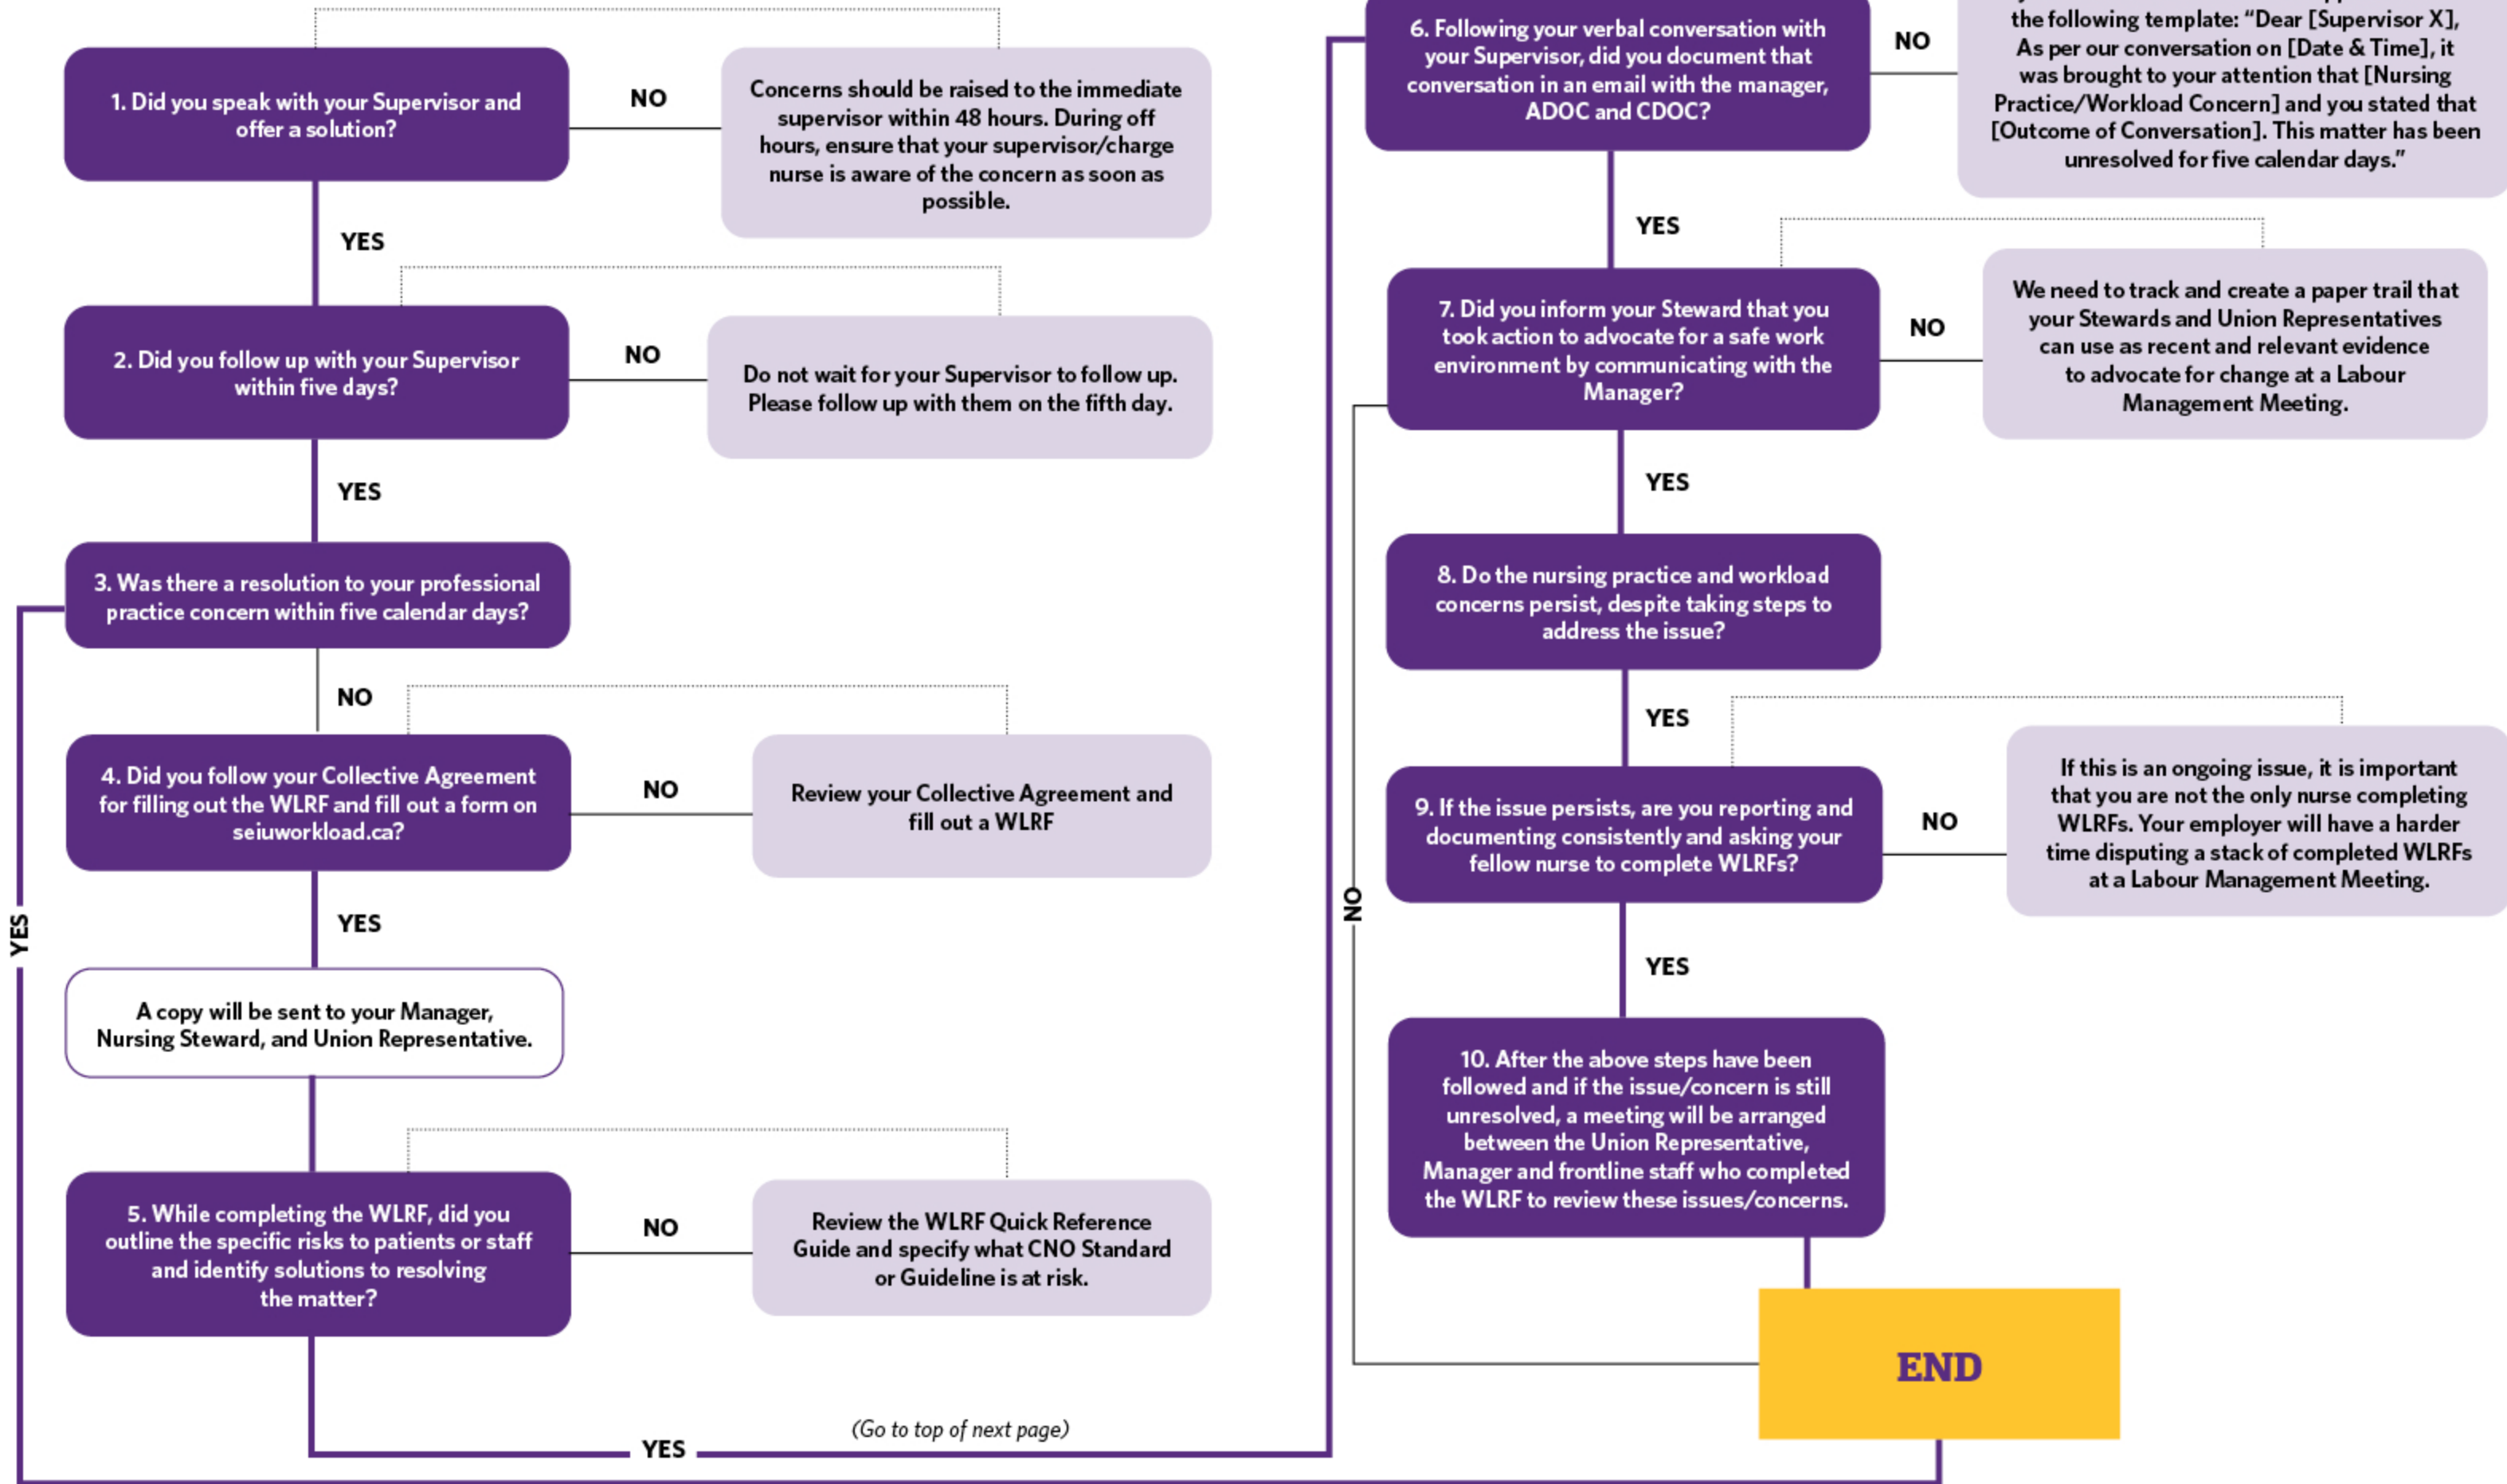 1. Did you speak with your Supervisor and
offer a solution?
NO
Concerns should be raised to the immediate
supervisor within 48 hours. During off
hours, ensure that your supervisor/charge
nurse is aware of the concern as soon as
possible.
YES
2. Did you follow up with your Supervisor
within five days?
NO
Do not wait for your Supervisor to follow up.
Please follow up with them on the fifth day.
YES
3. Was there a resolution to your professional
practice concern within five calendar days?
NO
4. Did you follow your Collective Agreement
for filling out the WLRF and fill out a form on
seiuworkload.ca?
NO
Review your Collective Agreement and
fill out a WLRF
YES
YES
A copy will be sent to your Manager,
Nursing Steward, and Union Representative.
5. While completing the WLRF, did you
outline the specific risks to patients or staff
and identify solutions to resolving
the matter?
NO
Review the WLRF Quick Reference
Guide and specify what CNO Standard
or Guideline is at risk.
(Go to top of next page)
YES
6. Following your verbal conversation with
your Supervisor, did you document that
conversation in an email with the manager,
ADOC and CDOC?
NO
the following template: “Dear [Supervisor X],
As per our conversation on [Date & Time], it
was brought to your attention that [Nursing
Practice/Workload Concern] and you stated that
[Outcome of Conversation]. This matter has been
unresolved for five calendar days.”
YES
7. Did you inform your Steward that you
took action to advocate for a safe work
environment by communicating with the
Manager?
NO
We need to track and create a paper trail that
your Stewards and Union Representatives
can use as recent and relevant evidence
to advocate for change at a Labour
Management Meeting.
YES
8. Do the nursing practice and workload
concerns persist, despite taking steps to
address the issue?
YES
9. If the issue persists, are you reporting and
documenting consistently and asking your
fellow nurse to complete WLRFs?
NO
If this is an ongoing issue, it is important
that you are not the only nurse completing
WLRFs. Your employer will have a harder
time disputing a stack of completed WLRFs
at a Labour Management Meeting.
NO
YES
10. After the above steps have been
followed and if the issue/concern is still
unresolved, a meeting will be arranged
between the Union Representative,
Manager and frontline staff who completed
the WLRF to review these issues/concerns.
END